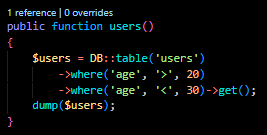 1 reference | 0 overrides
public function users()
{
    $users = DB::table('users')
        ->where('age', '>', 20)
        ->where('age', '<', 30)->get();
    dump($users);
}